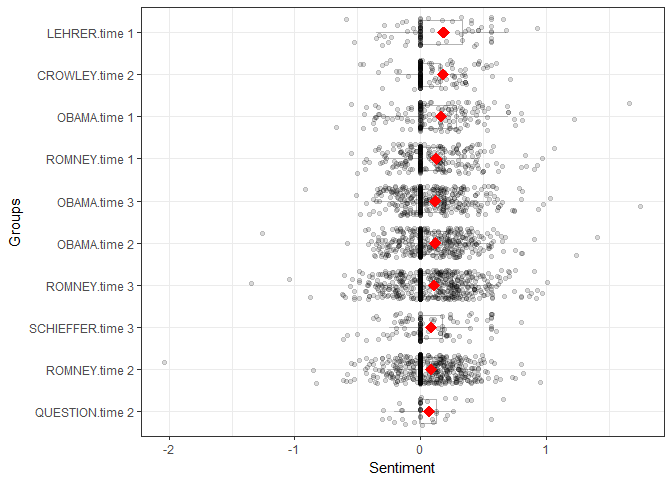 LEHRER.time 1
CROWLEY.time 2
OBAMA.time 1
ROMNEY.time 1
OBAMA.time 3
OBAMA.time 2
ROMNEY.time 3
SCHIEFFER.time 3
ROMNEY.time 2
QUESTION.time 2
Groups
-2 -1 0 1
Sentiment